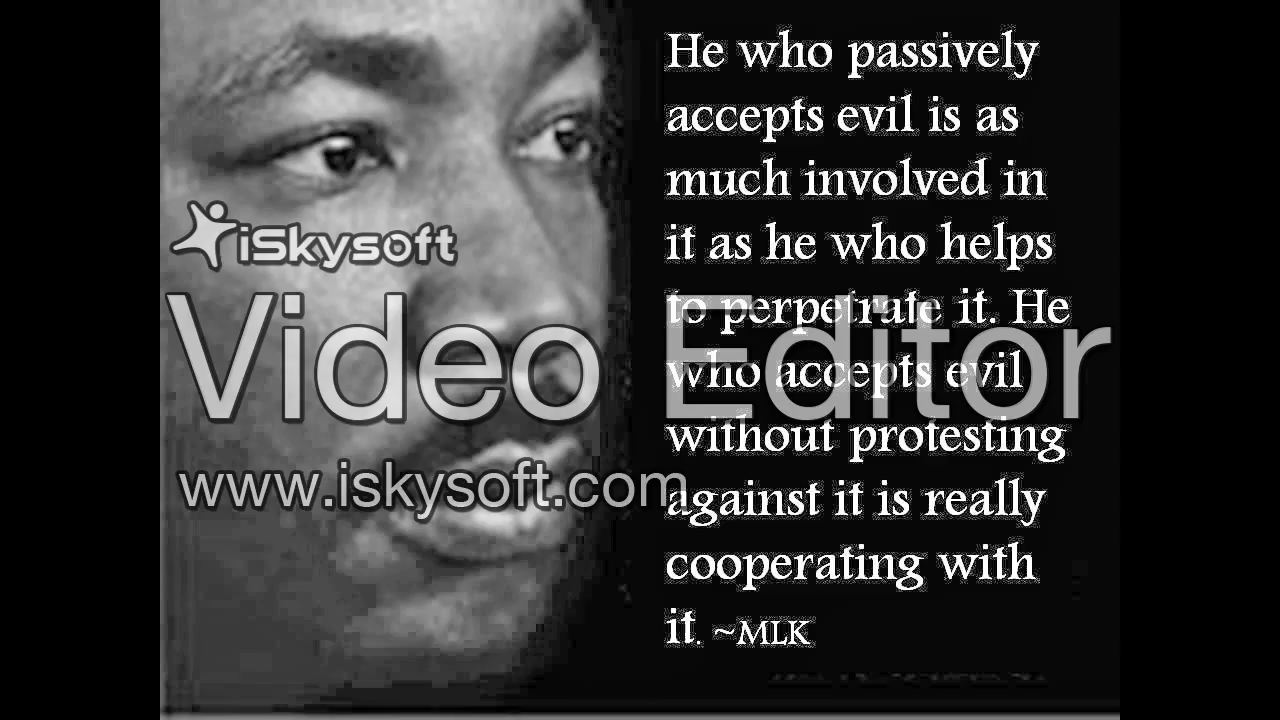 He who passively
accepts evil is as
much involved in
it as he who helps
to perpetrate it. He
who accepts evil
without protesting
against it is really
cooperating with
it. ~MLK
iSkysoft
Video Editor
www.iskysoft.com